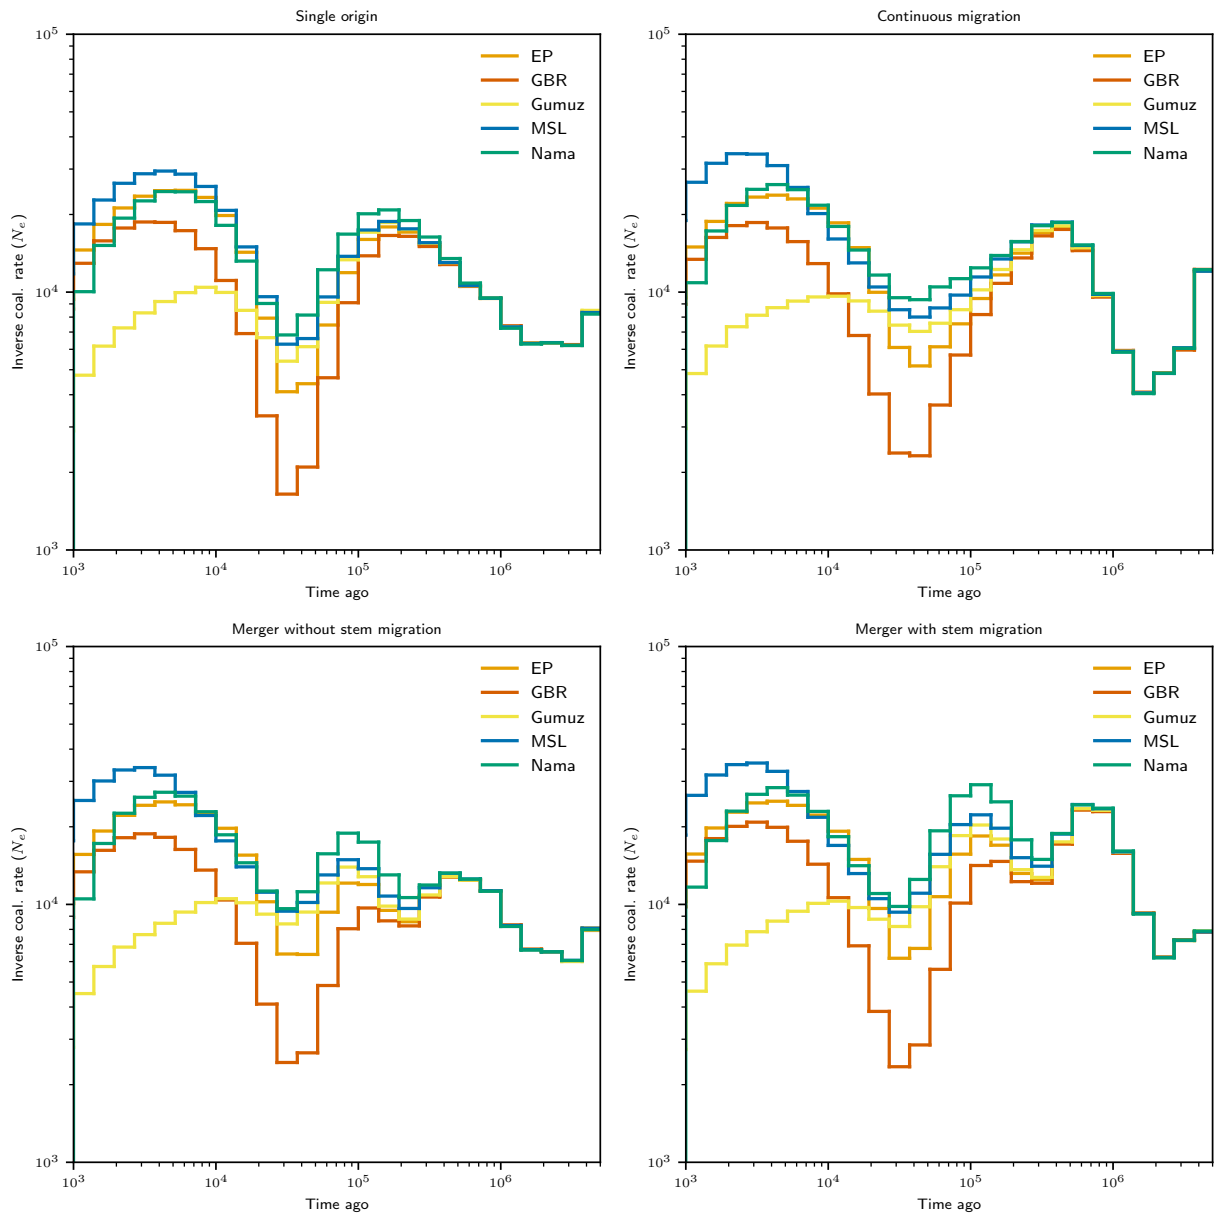 Single origin
10^5
10^4
10^3
Inverse coal. rate (N_e)
EP
GBR
Gumuz
MSL
Nama
10^3
10^4
10^5
10^6
Time ago
Continuous migration
10^5
10^4
10^3
Inverse coal. rate (N_e)
EP
GBR
Gumuz
MSL
Nama
10^3
10^4
10^5
10^6
Time ago
Merger without stem migration
10^5
10^4
10^3
Inverse coal. rate (N_e)
EP
GBR
Gumuz
MSL
Nama
10^3
10^4
10^5
10^6
Time ago
Merger with stem migration
10^5
10^4
10^3
Inverse coal. rate (N_e)
EP
GBR
Gumuz
MSL
Nama
10^3
10^4
10^5
10^6
Time ago